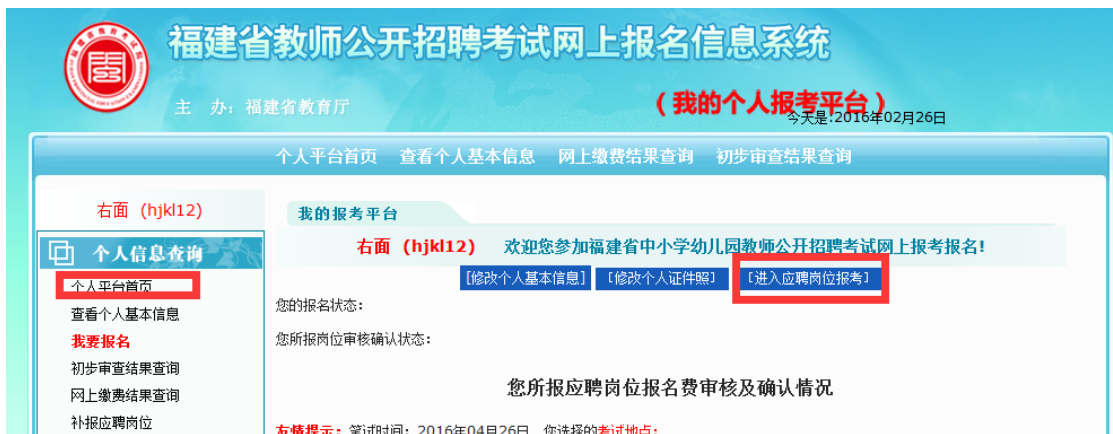 福建省教师公开招聘考试网上报名信息系统
主 办：福建省教育厅
（我的个人报考平台）
今天是:2016年02月26日
个人平台首页 查看个人基本信息 网上缴费结果查询 初步审查结果查询
右面 (hjkl12)
我的报考平台
个人信息查询
右面 (hjkl12) 欢迎您参加福建省中小学幼儿园教师公开招聘考试网上报考报名!
[修改个人基本信息] [修改个人证件照] [进入应聘岗位报考]
个人平台首页
查看个人基本信息
我要报名
初步审查结果查询
网上缴费结果查询
补报应聘岗位
您的报名状态：
您所报岗位审核确认状态：
您所报应聘岗位报名费审核及确认情况
友情提示：笔试时间：2016年04月26日 您选择的考试地点：